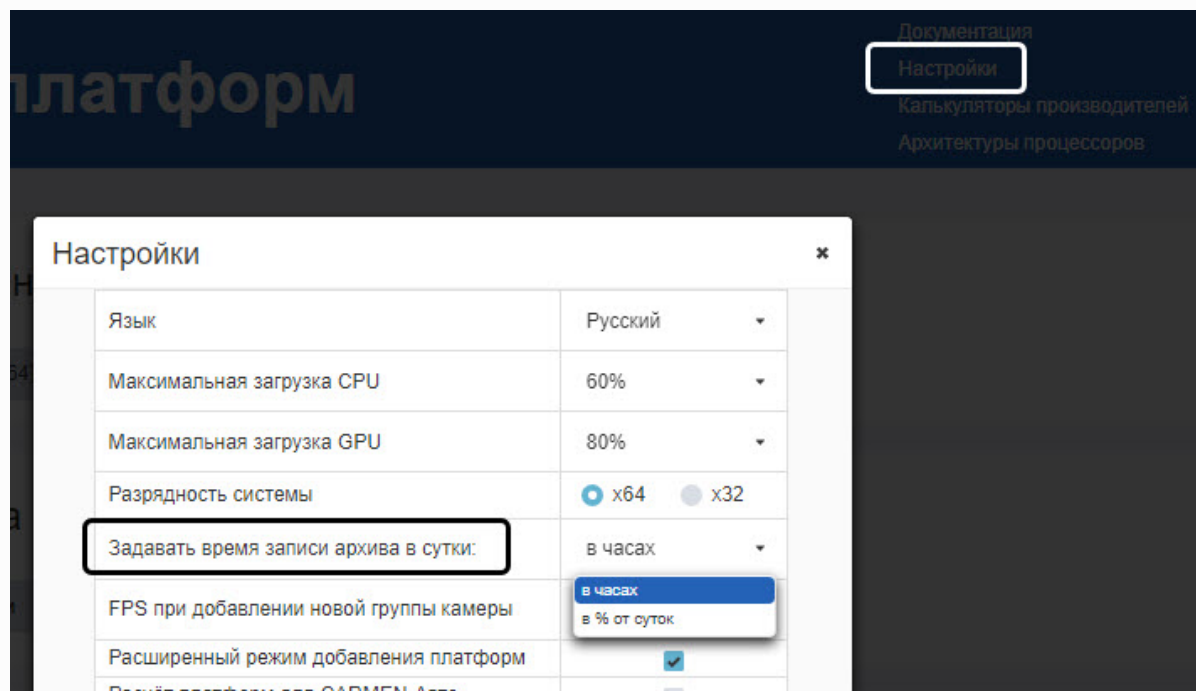 Документация
платформ
Настройки
Калькуляторы производителей
Архитектуры процессоров
Настройки
Язык Русский
Максимальная загрузка CPU 60%
Максимальная загрузка GPU 80%
Разрядность системы x64 x32
Задавать время записи архива в сутки: в часах
в часах
в % от суток
FPS при добавлении новой группы камеры
Расширенный режим добавления платформ